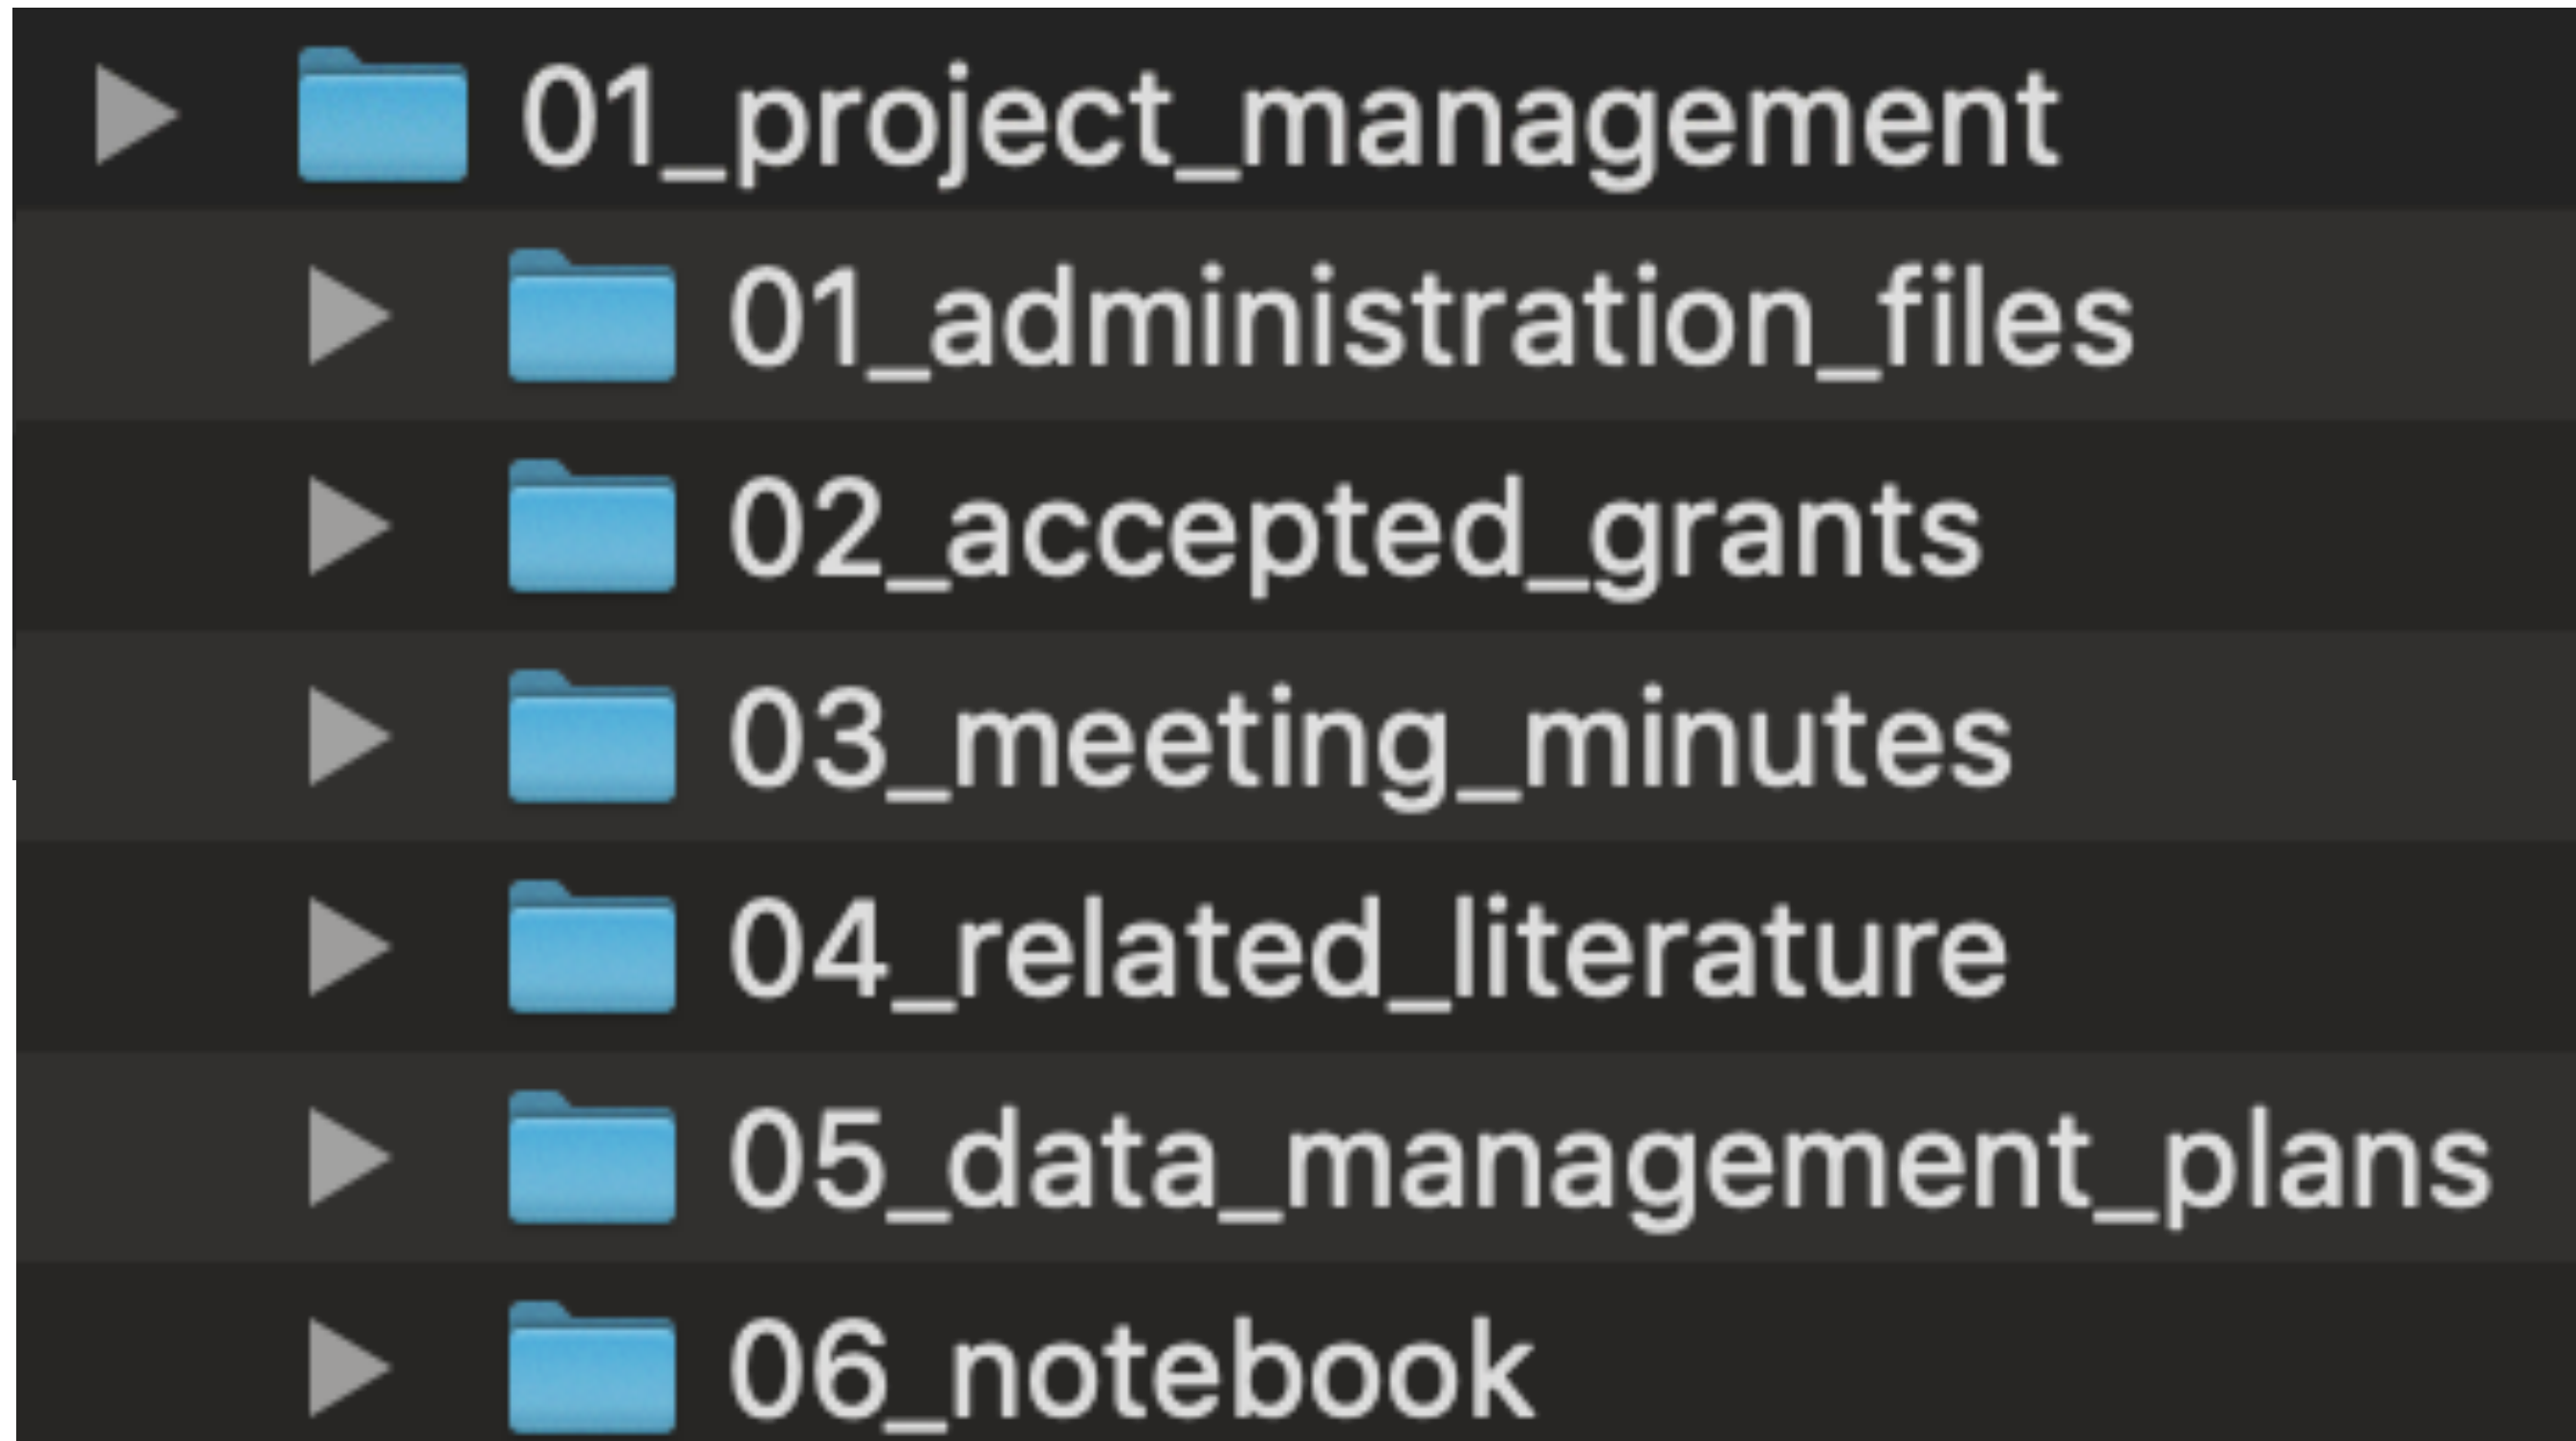 01_project_management
01_administration_files
02_accepted_grants
03_meeting_minutes
04_related_literature
05_data_management_plans
06_notebook